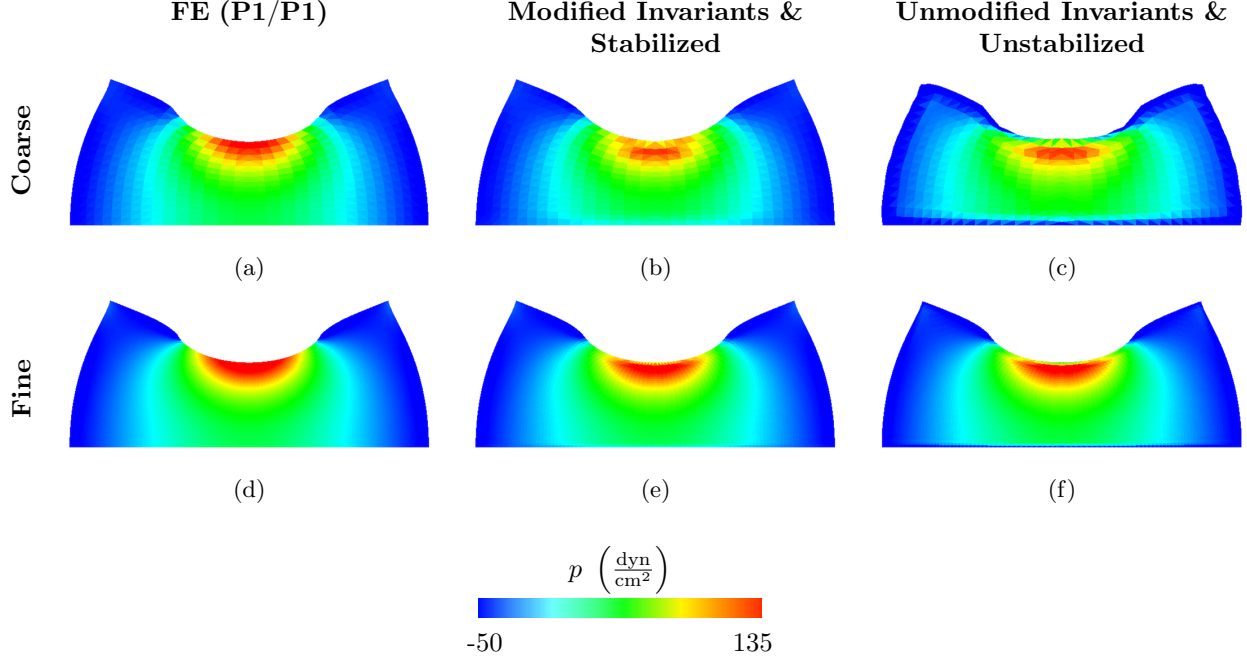 FE (P1/P1)
Modified Invariants &
Stabilized
Unmodified Invariants &
Unstabilized
Coarse
(a)
(b)
(c)
Fine
(d)
(e)
(f)
p (dyn/cm²)
-50
135